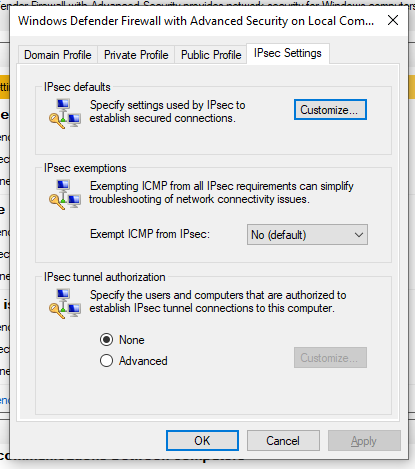 Windows Defender Firewall with Advanced Security on Local Com...
Domain Profile Private Profile Public Profile IPsec Settings
IPsec defaults
Specify settings used by IPsec to
establish secured connections.
Customize...
IPsec exemptions
Exempting ICMP from all IPsec requirements can simplify
troubleshooting of network connectivity issues.
Exempt ICMP from IPsec: No (default)
IPsec tunnel authorization
Specify the users and computers that are authorized to
establish IPsec tunnel connections to this computer.
None
Advanced
Customize...
OK Cancel Apply